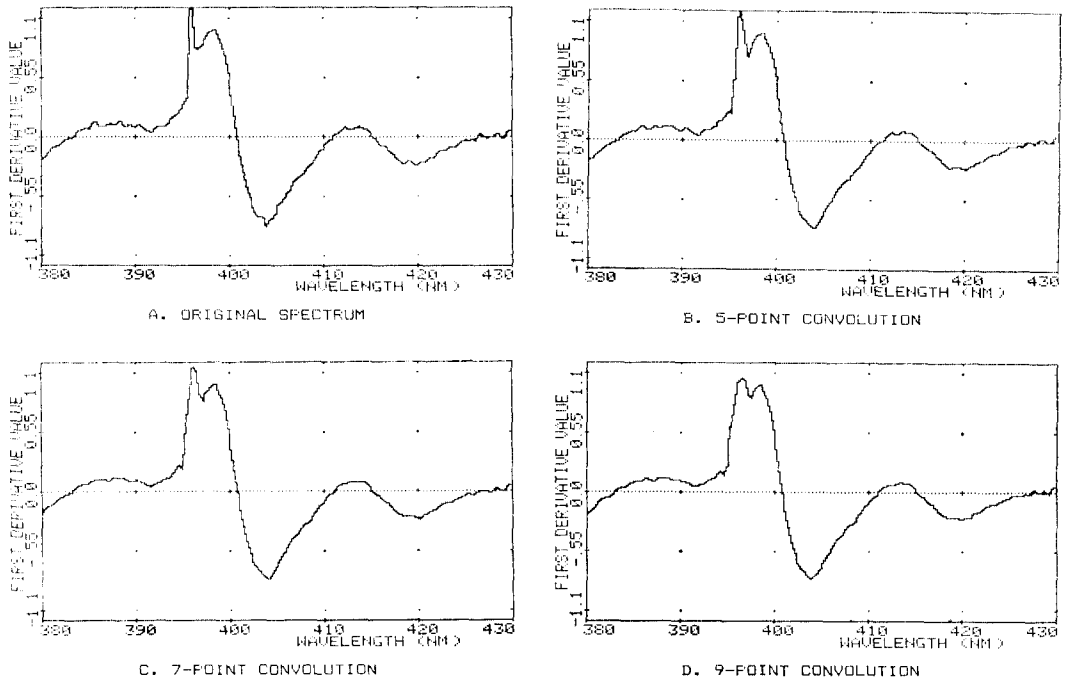 FIRST DERIVATIVE VALUE
1.1
0.55
0.0
-.55
-1.1
380 390 400 410 420 430
WAVELENGTH (NM)
A. ORIGINAL SPECTRUM
FIRST DERIVATIVE VALUE
1.1
0.55
0.0
-.55
-1.1
380 390 400 410 420 430
WAVELENGTH (NM)
B. 5-POINT CONVOLUTION
FIRST DERIVATIVE VALUE
1.1
0.55
0.0
-.55
-1.1
380 390 400 410 420 430
WAVELENGTH (NM)
C. 7-POINT CONVOLUTION
FIRST DERIVATIVE VALUE
1.1
0.55
0.0
-.55
-1.1
380 390 400 410 420 430
WAVELENGTH (NM)
D. 9-POINT CONVOLUTION